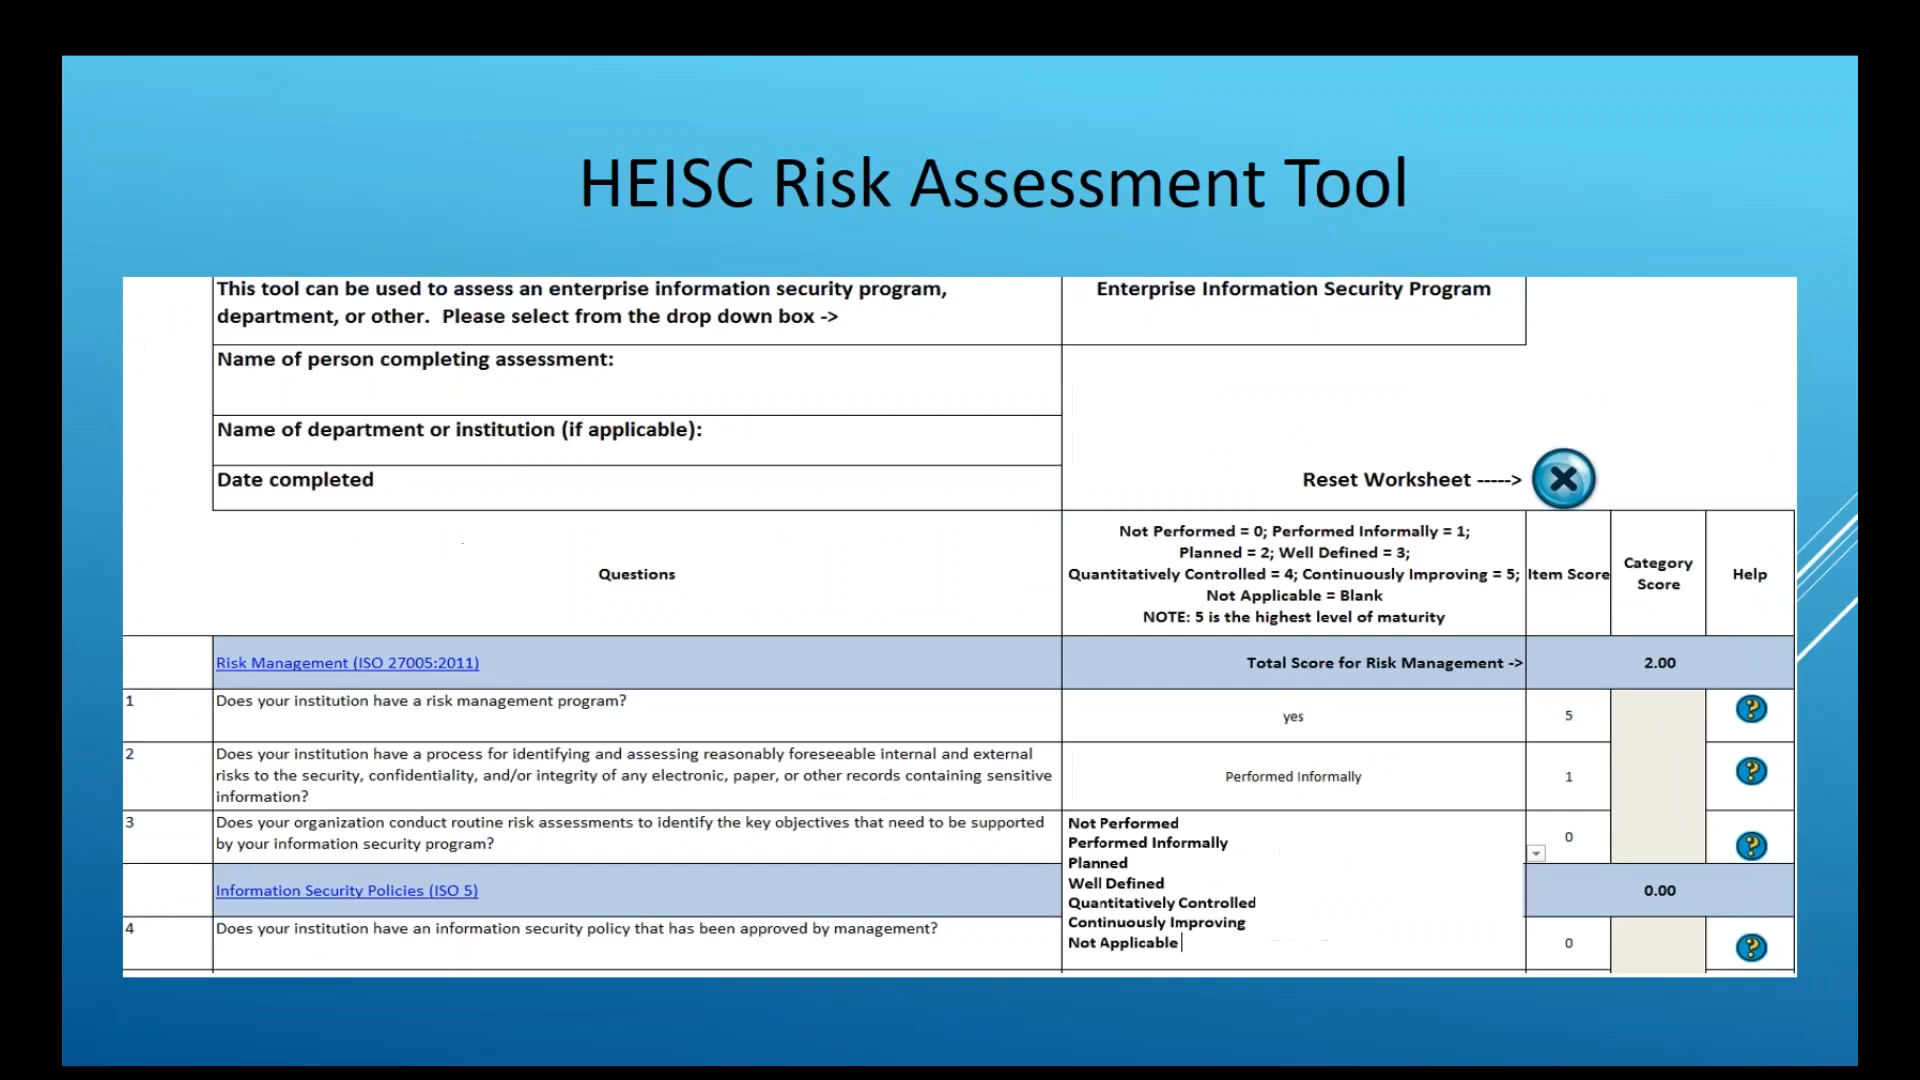 HEISC Risk Assessment Tool
This tool can be used to assess an enterprise information security program,
department, or other.  Please select from the drop down box ->
Enterprise Information Security Program
Name of person completing assessment:
Name of department or institution (if applicable):
Date completed
Reset Worksheet ----->
Questions
Not Performed = 0; Performed Informally = 1;
Planned = 2; Well Defined = 3;
Quantitatively Controlled = 4; Continuously Improving = 5;
Not Applicable = Blank
NOTE: 5 is the highest level of maturity
Item Score
Category
Score
Help
Risk Management (ISO 27005:2011)
Total Score for Risk Management ->
2.00
1
Does your institution have a risk management program?
yes
5
?
2
Does your institution have a process for identifying and assessing reasonably foreseeable internal and external
risks to the security, confidentiality, and/or integrity of any electronic, paper, or other records containing sensitive
information?
Performed Informally
1
?
3
Does your organization conduct routine risk assessments to identify the key objectives that need to be supported
by your information security program?
0
?
Not Performed
Performed Informally
Planned
Well Defined
Quantitatively Controlled
Continuously Improving
Not Applicable
Information Security Policies (ISO 5)
0.00
4
Does your institution have an information security policy that has been approved by management?
0
?